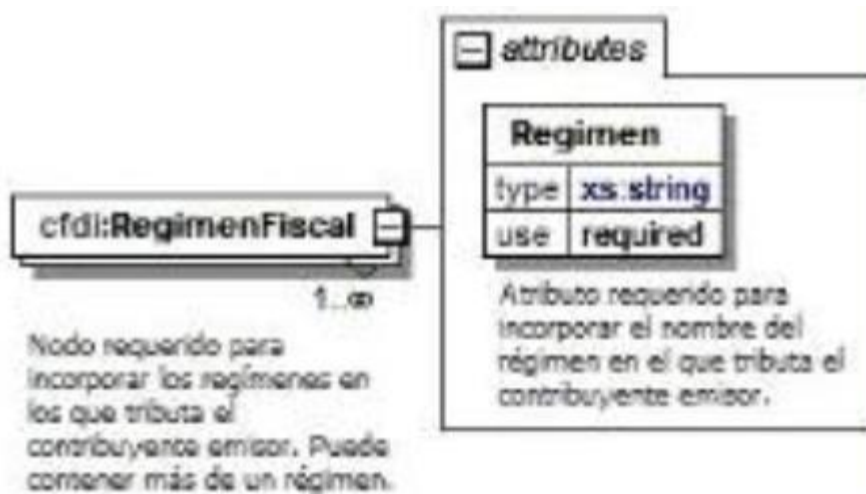 attributes
Regimen
type xs:string
use required
cfdi:RegimenFiscal
1..∞
Atributo requerido para
incorporar el nombre del
régimen en el que tributa el
contribuyente emisor.
Nodo requerido para
incorporar los regímenes en
los que tributa el
contribuyente emisor. Puede
contener más de un régimen.